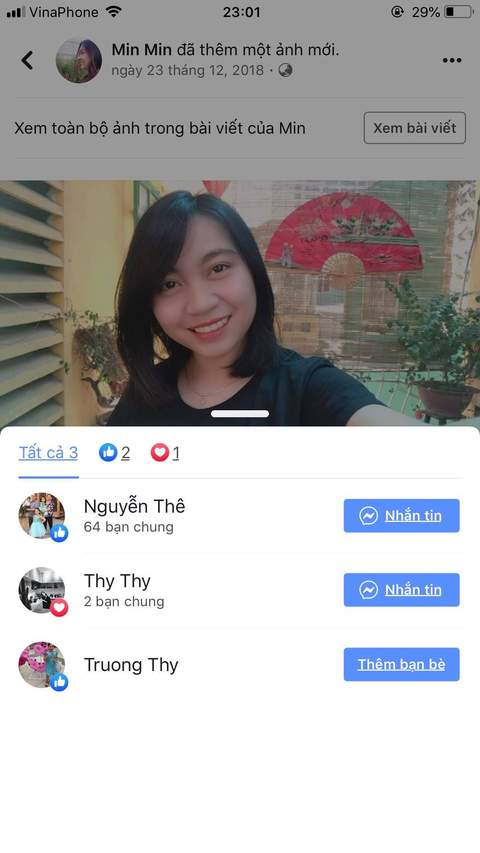 VinaPhone
23:01
29%
Min Min đã thêm một ảnh mới.
ngày 23 tháng 12, 2018 ·
Xem toàn bộ ảnh trong bài viết của Min
Xem bài viết
Tất cả 3
2
1
Nguyễn Thê
64 bạn chung
Nhắn tin
Thy Thy
2 bạn chung
Nhắn tin
Truong Thy
Thêm bạn bè